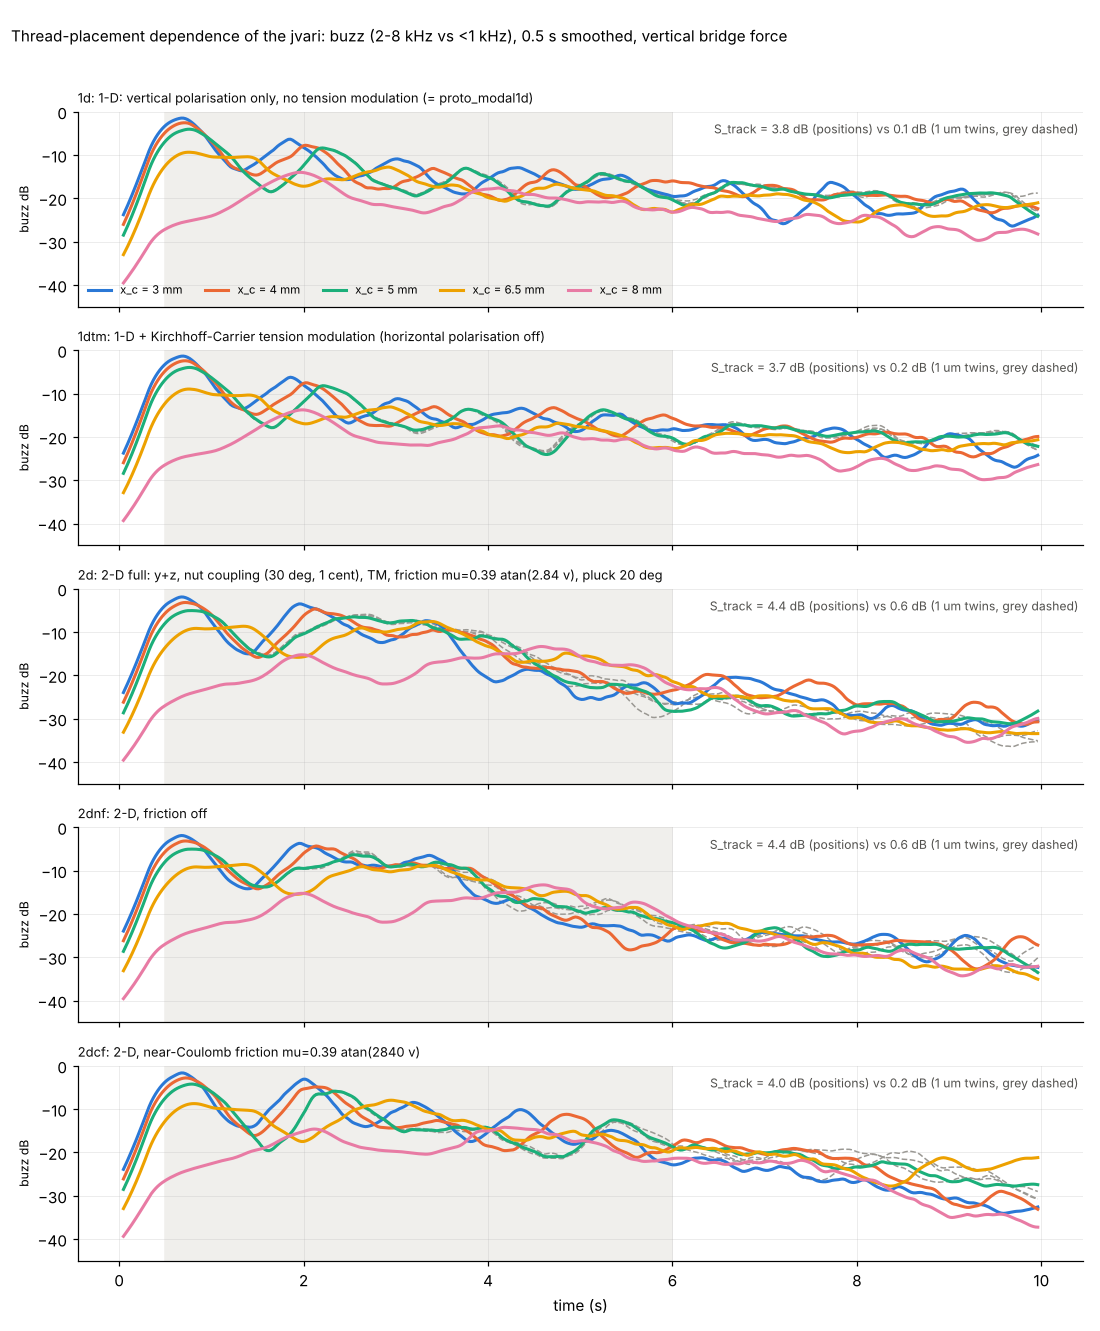 Thread-placement dependence of the jvari: buzz (2-8 kHz vs <1 kHz), 0.5 s smoothed, vertical bridge force
1d: 1-D: vertical polarisation only, no tension modulation (= proto_modal1d)
S_track = 3.8 dB (positions) vs 0.1 dB (1 um twins, grey dashed)
0
−10
−20
−30
−40
buzz dB
x_c = 3 mm
x_c = 4 mm
x_c = 5 mm
x_c = 6.5 mm
x_c = 8 mm
1dtm: 1-D + Kirchhoff-Carrier tension modulation (horizontal polarisation off)
S_track = 3.7 dB (positions) vs 0.2 dB (1 um twins, grey dashed)
0
−10
−20
−30
−40
buzz dB
2d: 2-D full: y+z, nut coupling (30 deg, 1 cent), TM, friction mu=0.39 atan(2.84 v), pluck 20 deg
S_track = 4.4 dB (positions) vs 0.6 dB (1 um twins, grey dashed)
0
−10
−20
−30
−40
buzz dB
2dnf: 2-D, friction off
S_track = 4.4 dB (positions) vs 0.6 dB (1 um twins, grey dashed)
0
−10
−20
−30
−40
buzz dB
2dcf: 2-D, near-Coulomb friction mu=0.39 atan(2840 v)
S_track = 4.0 dB (positions) vs 0.2 dB (1 um twins, grey dashed)
0
−10
−20
−30
−40
buzz dB
0
2
4
6
8
10
time (s)